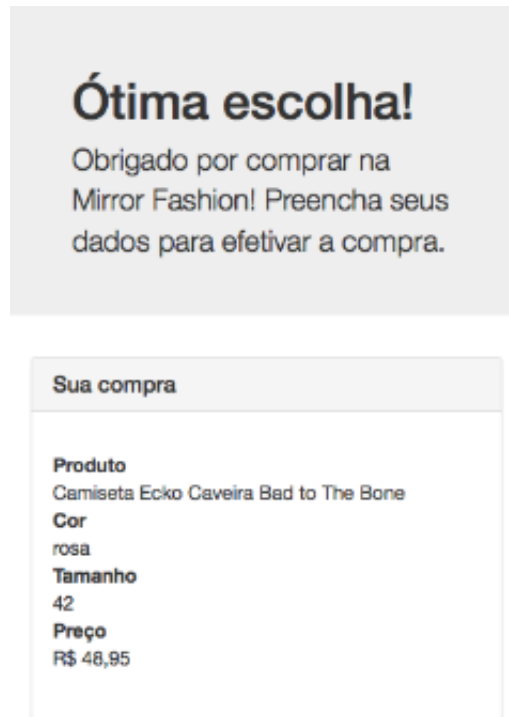 Ótima escolha!
Obrigado por comprar na
Mirror Fashion! Preencha seus
dados para efetivar a compra.
Sua compra
Produto
Camiseta Ecko Caveira Bad to The Bone
Cor
rosa
Tamanho
42
Preço
R$ 48,95